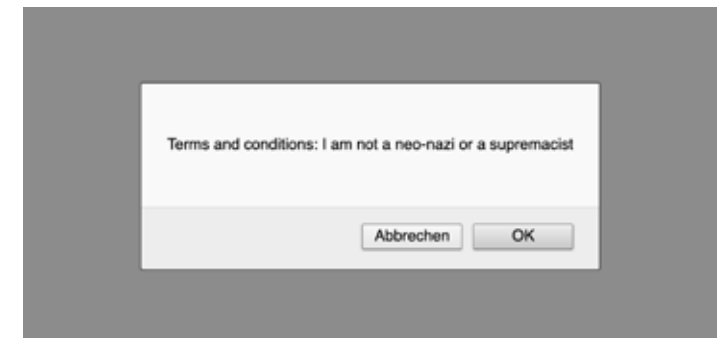 Terms and conditions: I am not a neo-nazi or a supremacist
Abbrechen OK